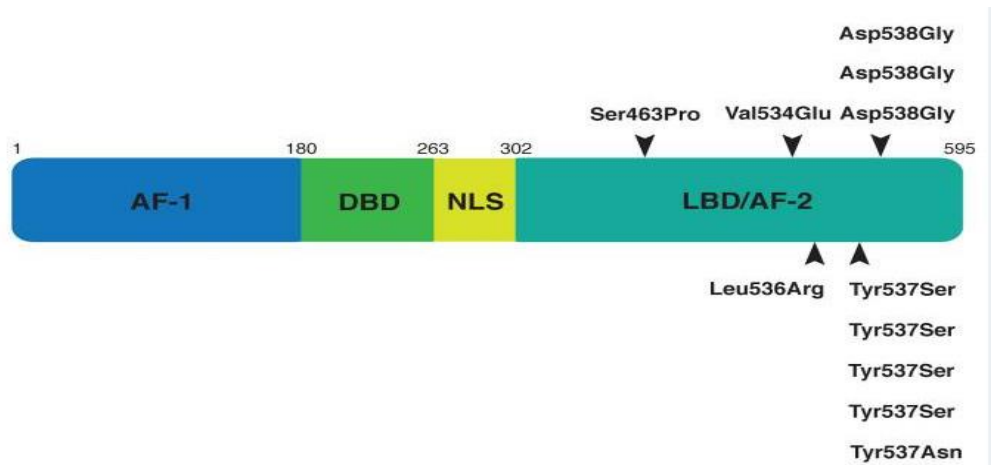 Asp538Gly
Asp538Gly
Ser463Pro Val534Glu Asp538Gly
1 180 263 302 595
AF-1 DBD NLS LBD/AF-2
Leu536Arg Tyr537Ser
Tyr537Ser
Tyr537Ser
Tyr537Ser
Tyr537Asn